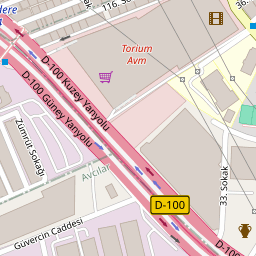 116. So
dere
Torium
Avm
D-100 Kuzey Yanyolu
D-100 Güney Yanyolu
Zümrüt Sokağı
Avcılar
33. Sokak
D-100
D-100
Güvercin Caddesi